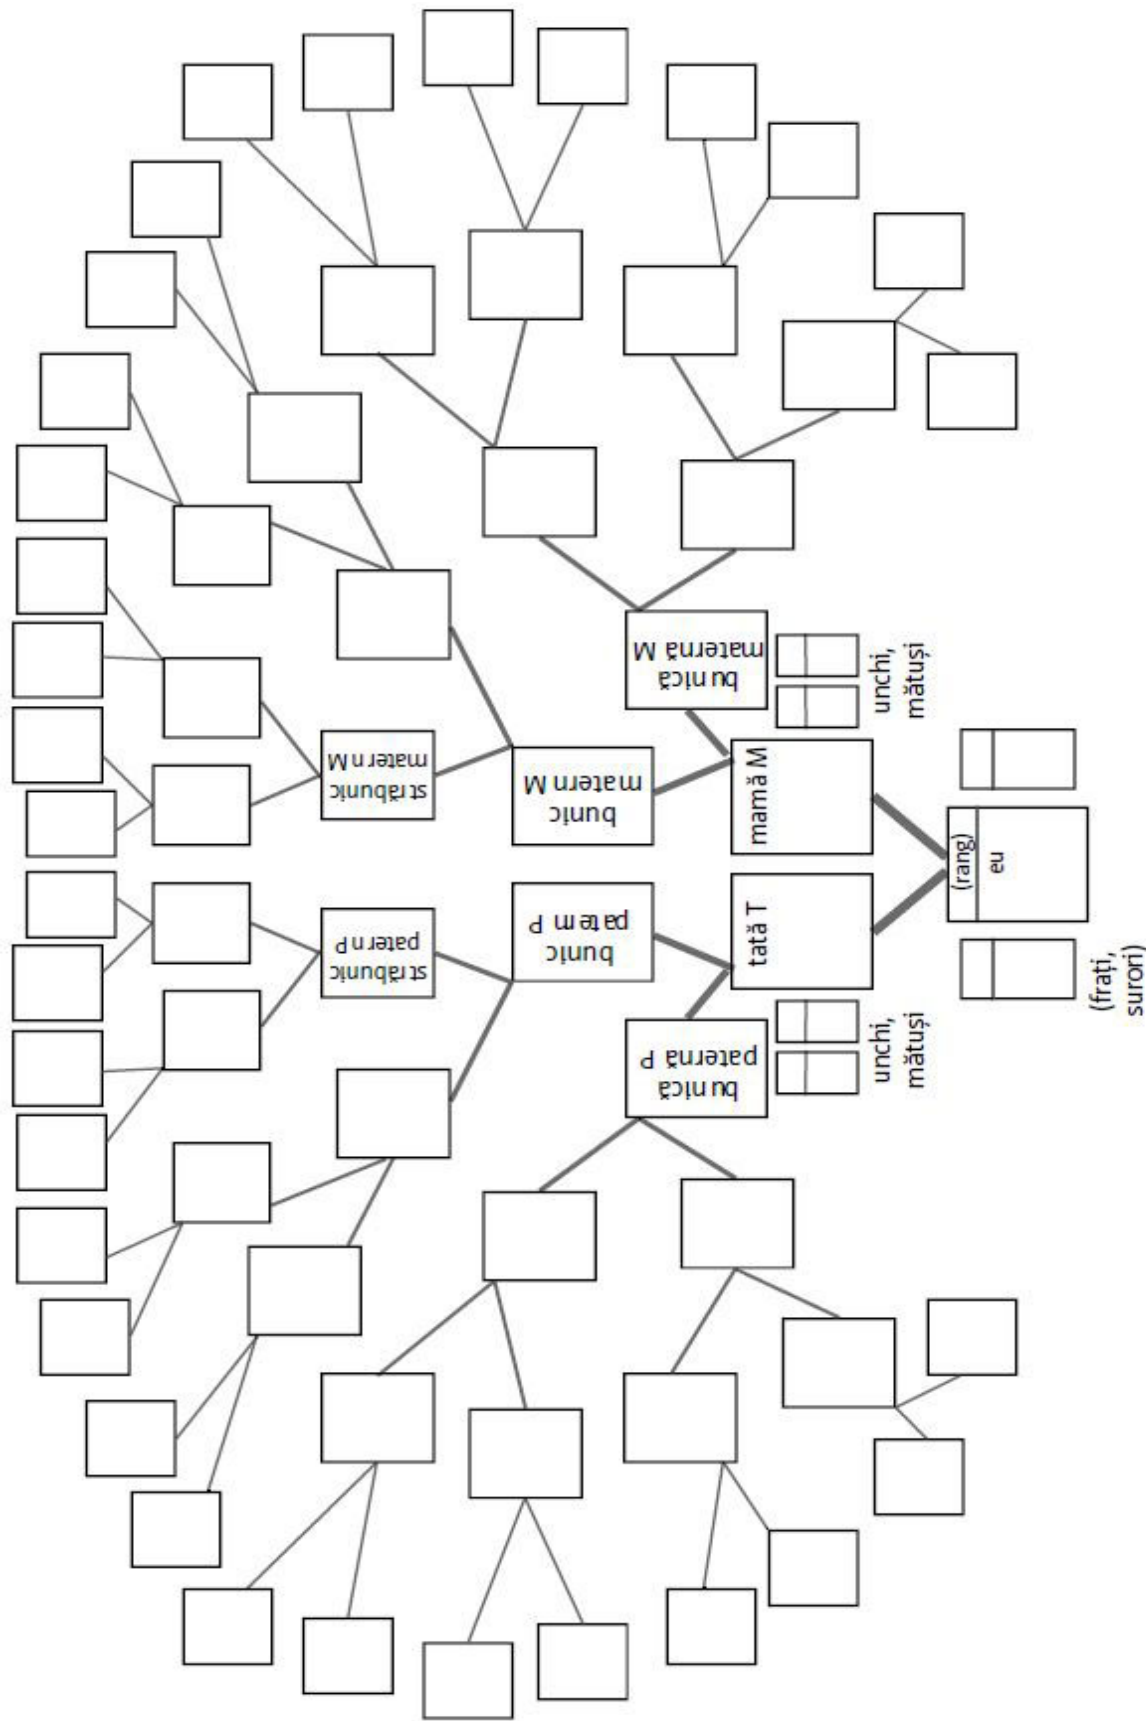 străbunic
patern P
străbunic
matern M
bunic
patern P
bunic
matern M
bunică
paternă P
bunică
maternă M
tată T
mamă M
unchi,
mătuși
unchi,
mătuși
(rang)
eu
(frați,
surori)